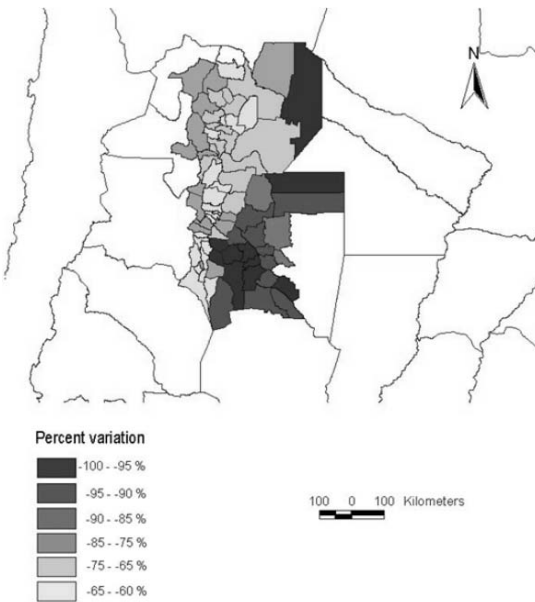 N
Percent variation
-100 - -95 %
-95 - -90 %
-90 - -85 %
-85 - -75 %
-75 - -65 %
-65 - -60 %
100 0 100 Kilometers